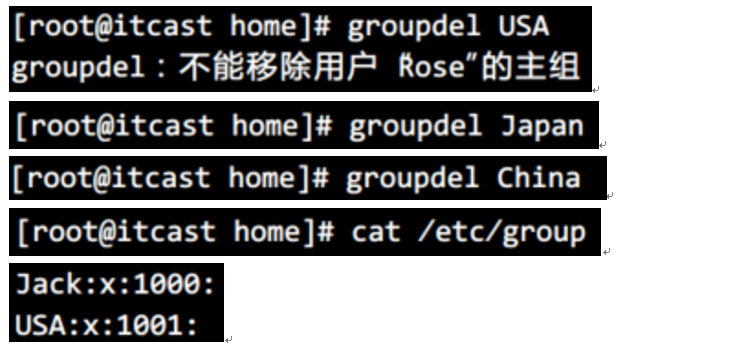 [root@itcast home]# groupdel USA
groupdel：不能移除用户“Rose”的主组
[root@itcast home]# groupdel Japan
[root@itcast home]# groupdel China
[root@itcast home]# cat /etc/group
Jack:x:1000:
USA:x:1001: